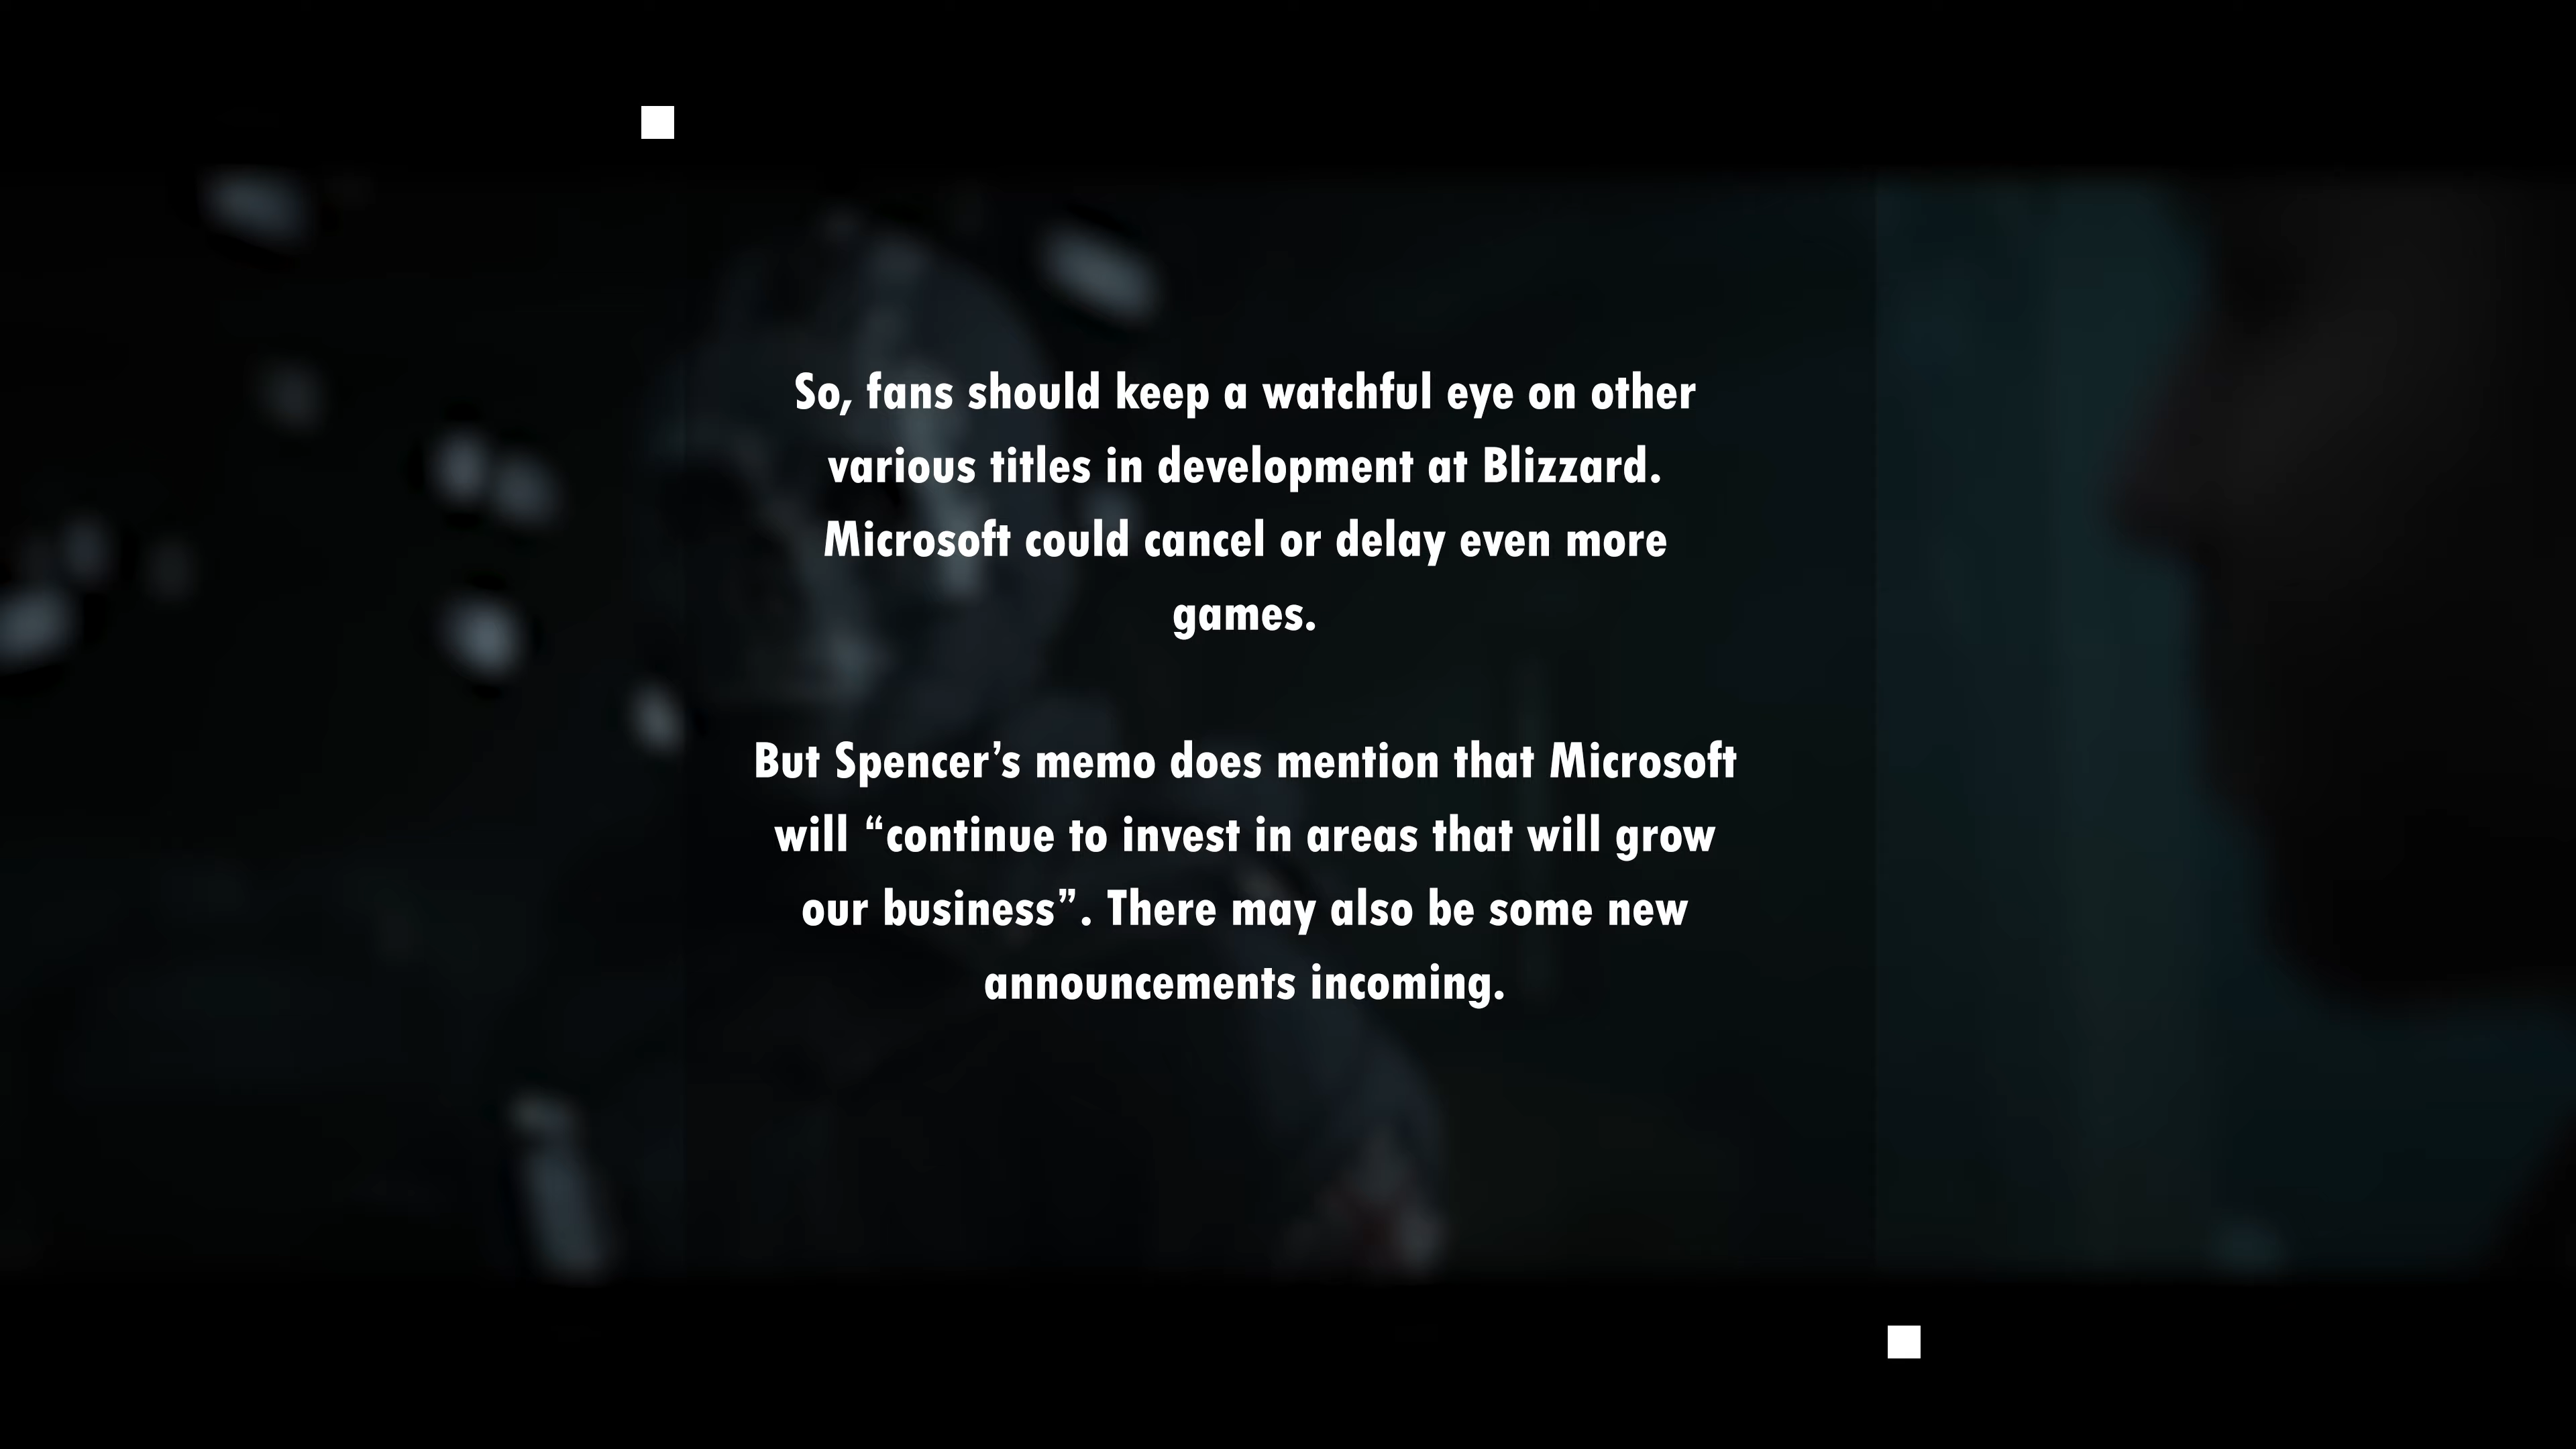 So, fans should keep a watchful eye on other
various titles in development at Blizzard.
Microsoft could cancel or delay even more
games.
But Spencer’s memo does mention that Microsoft
will “continue to invest in areas that will grow
our business”. There may also be some new
announcements incoming.